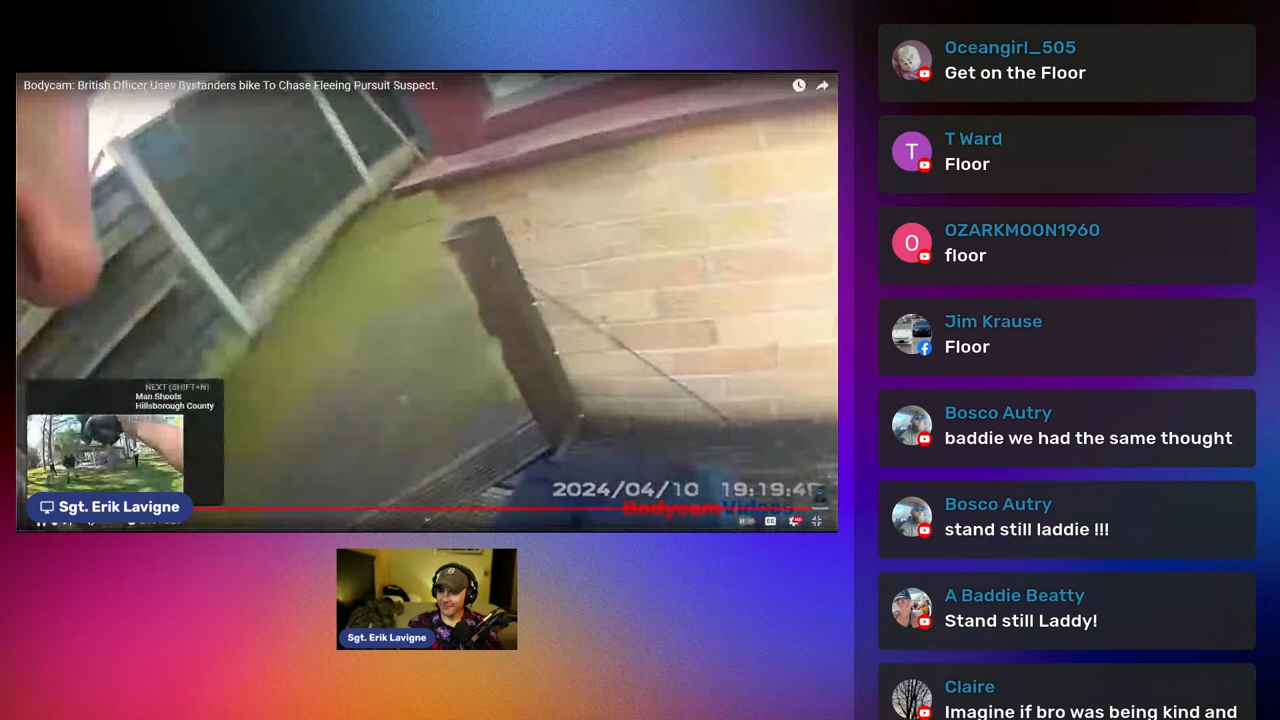 Bodycam: British Officer Uses Bystanders bike To Chase Fleeing Pursuit Suspect.
NEXT (SHIFT+N)
Man Shoots
Hillsborough County
Sgt. Erik Lavigne
2024/04/10
BodycamVideos
Sgt. Erik Lavigne
Oceangirl_505
Get on the Floor
T
T Ward
Floor
O
OZARKMOON1960
floor
Jim Krause
Floor
Bosco Autry
baddie we had the same thought
Bosco Autry
stand still laddie !!!
A Baddie Beatty
Stand still Laddy!
Claire
Imagine if bro was being kind and